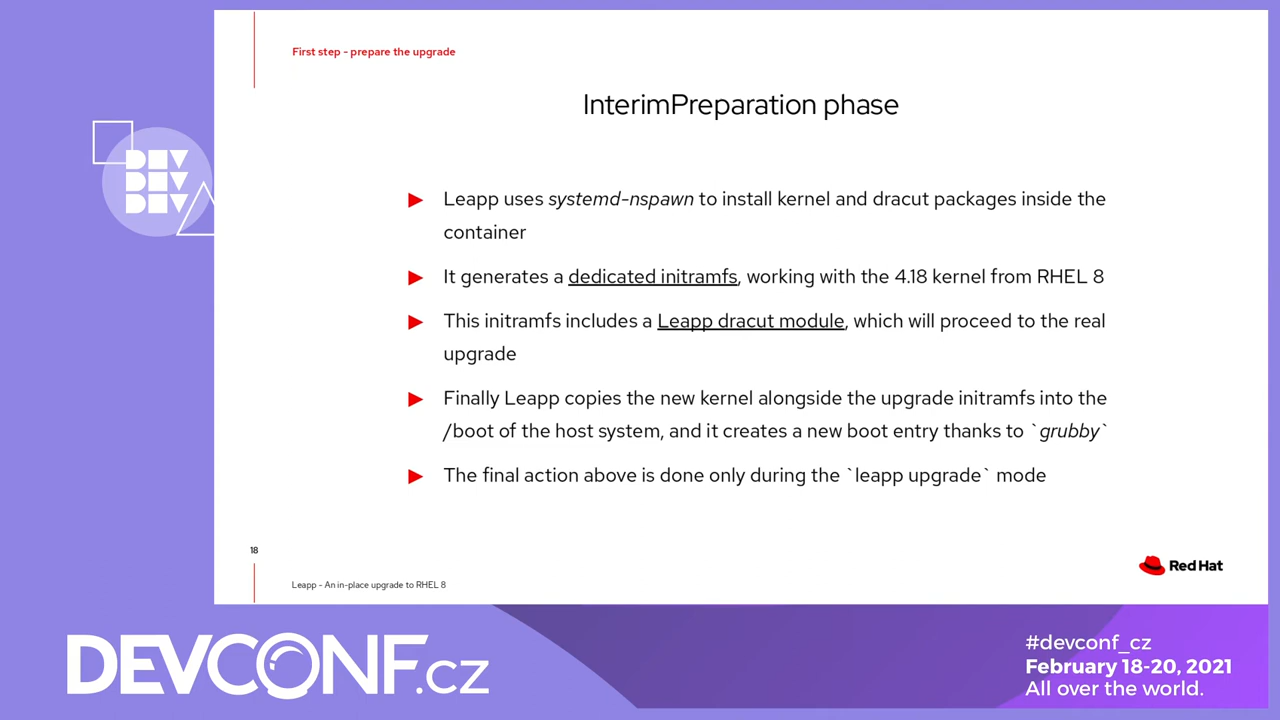 First step - prepare the upgrade
InterimPreparation phase
DEV
DEV
DEV
Leapp uses systemd-nspawn to install kernel and dracut packages inside the
container
It generates a dedicated initramfs, working with the 4.18 kernel from RHEL 8
This initramfs includes a Leapp dracut module, which will proceed to the real
upgrade
Finally Leapp copies the new kernel alongside the upgrade initramfs into the
/boot of the host system, and it creates a new boot entry thanks to `grubby`
The final action above is done only during the `leapp upgrade` mode
18
Red Hat
Leapp - An in-place upgrade to RHEL 8
DEVCONF.cz
#devconf_cz
February 18-20, 2021
All over the world.